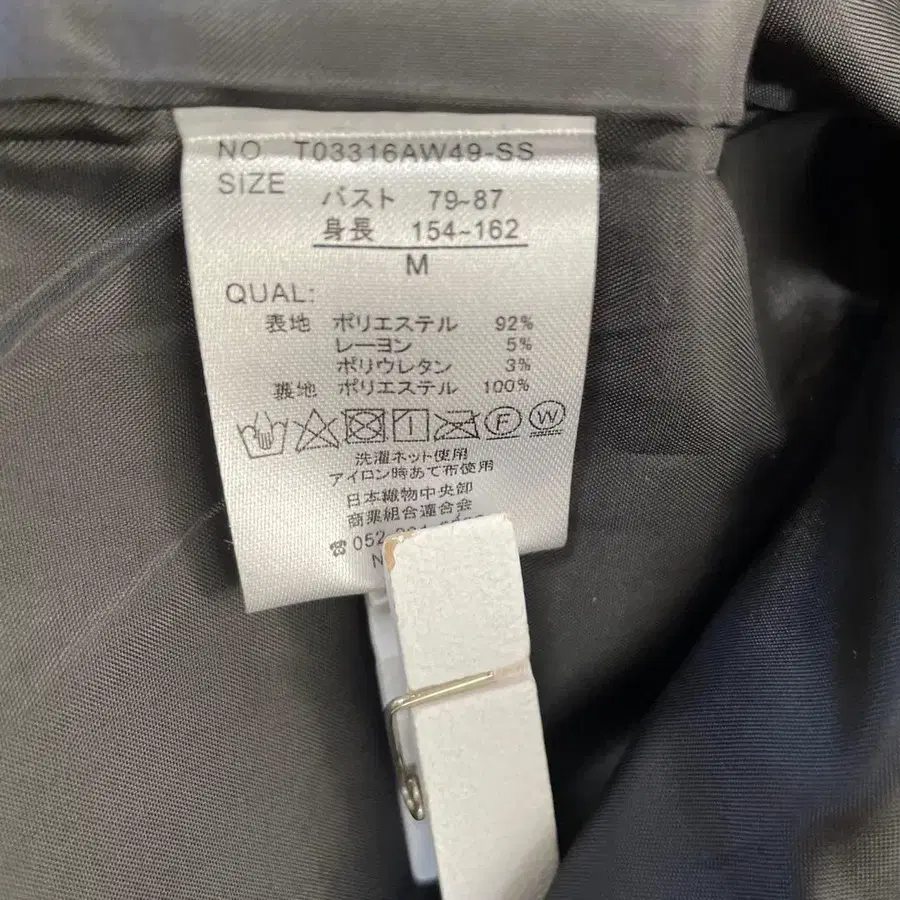 NO T03316AW49-SS
SIZE
バスト 79~87
身長 154~162
M
QUAL:
表地 ポリエステル 92%
レーヨン 5%
ポリウレタン 3%
裏地 ポリエステル 100%
F W
洗濯ネット使用
アイロン時あて布使用
日本織物中央卸
商業組合連合会
☎052
N